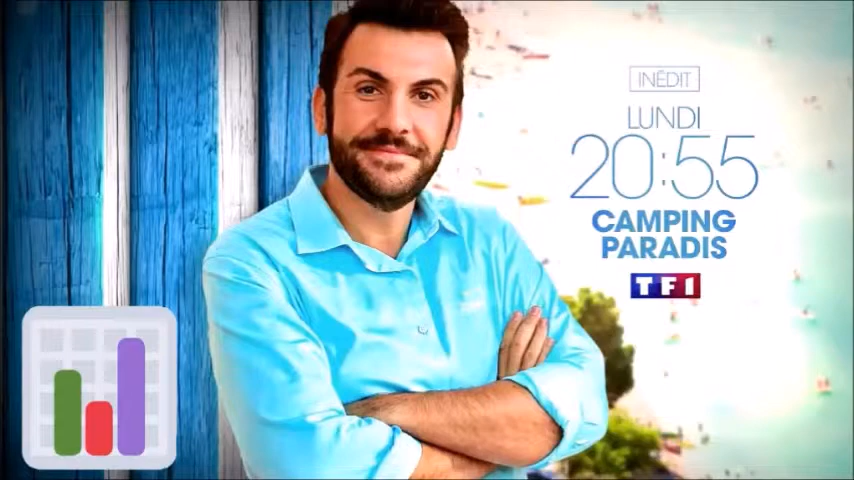 INÉDIT
LUNDI
20:55
CAMPING
PARADIS
TF1